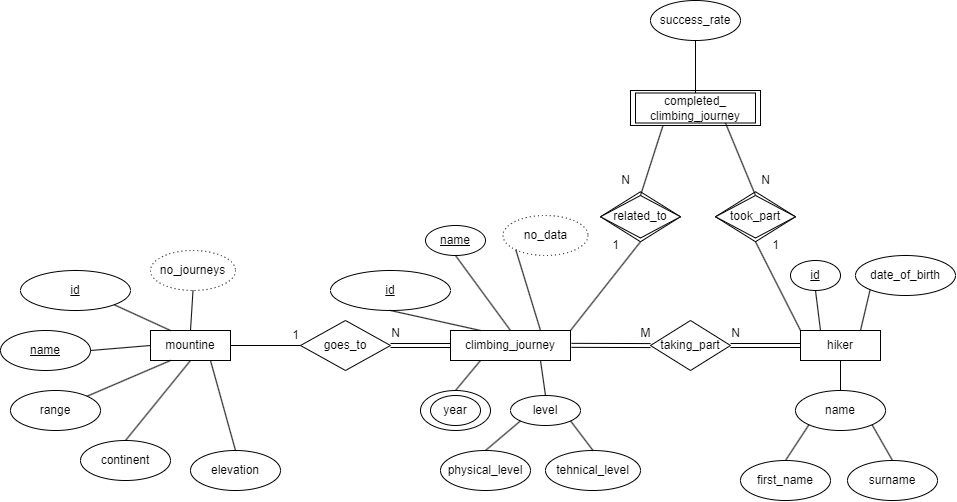 success_rate
completed_
climbing_journey
N
N
related_to
took_part
1
1
name
no_data
no_journeys
id
id
id
date_of_birth
name
mountine
1
goes_to
N
climbing_journey
M
taking_part
N
hiker
range
year
level
name
continent
elevation
physical_level
tehnical_level
first_name
surname